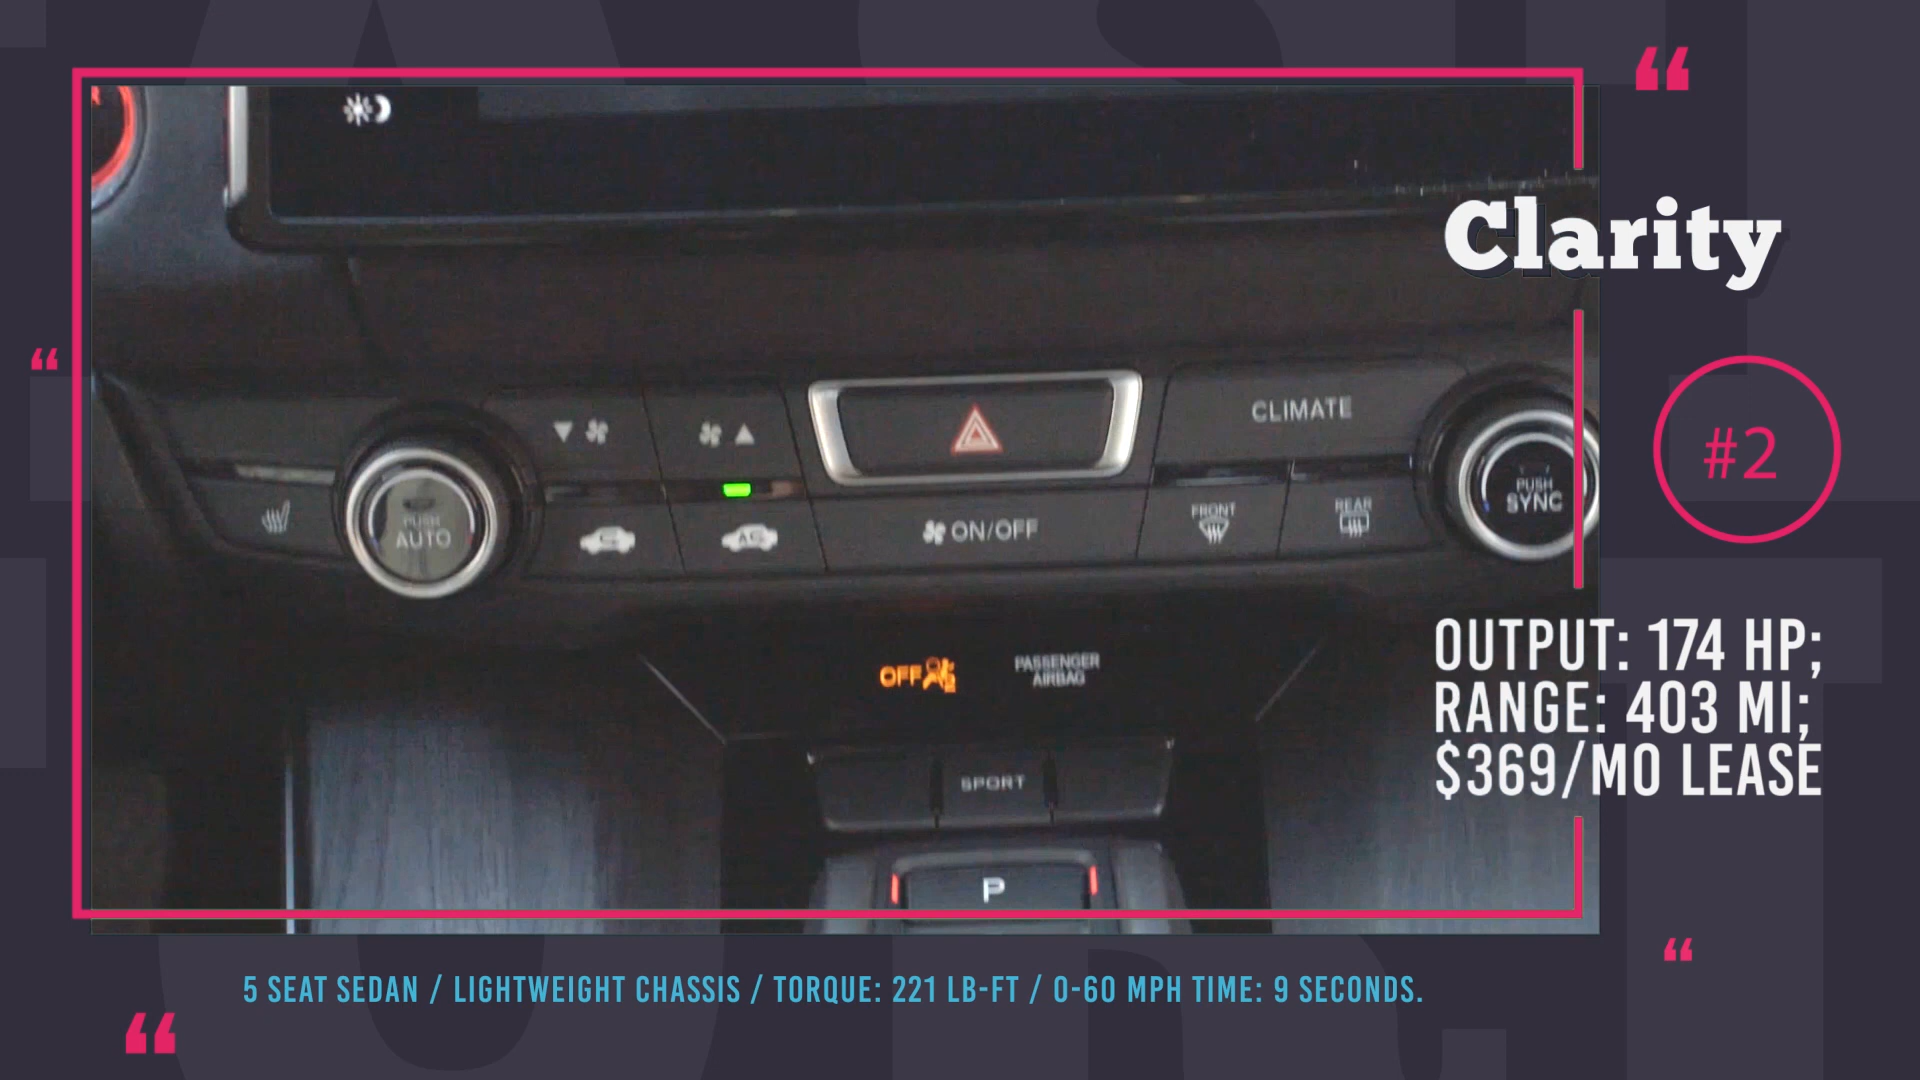 Clarity
#2
CLIMATE
PUSH
AUTO
A/C
ON/OFF
FRONT
REAR
PUSH
SYNC
OFF
PASSENGER
AIRBAG
SPORT
P
OUTPUT: 174 HP;
RANGE: 403 MI;
$369/MO LEASE
5 SEAT SEDAN / LIGHTWEIGHT CHASSIS / TORQUE: 221 LB-FT / 0-60 MPH TIME: 9 SECONDS.